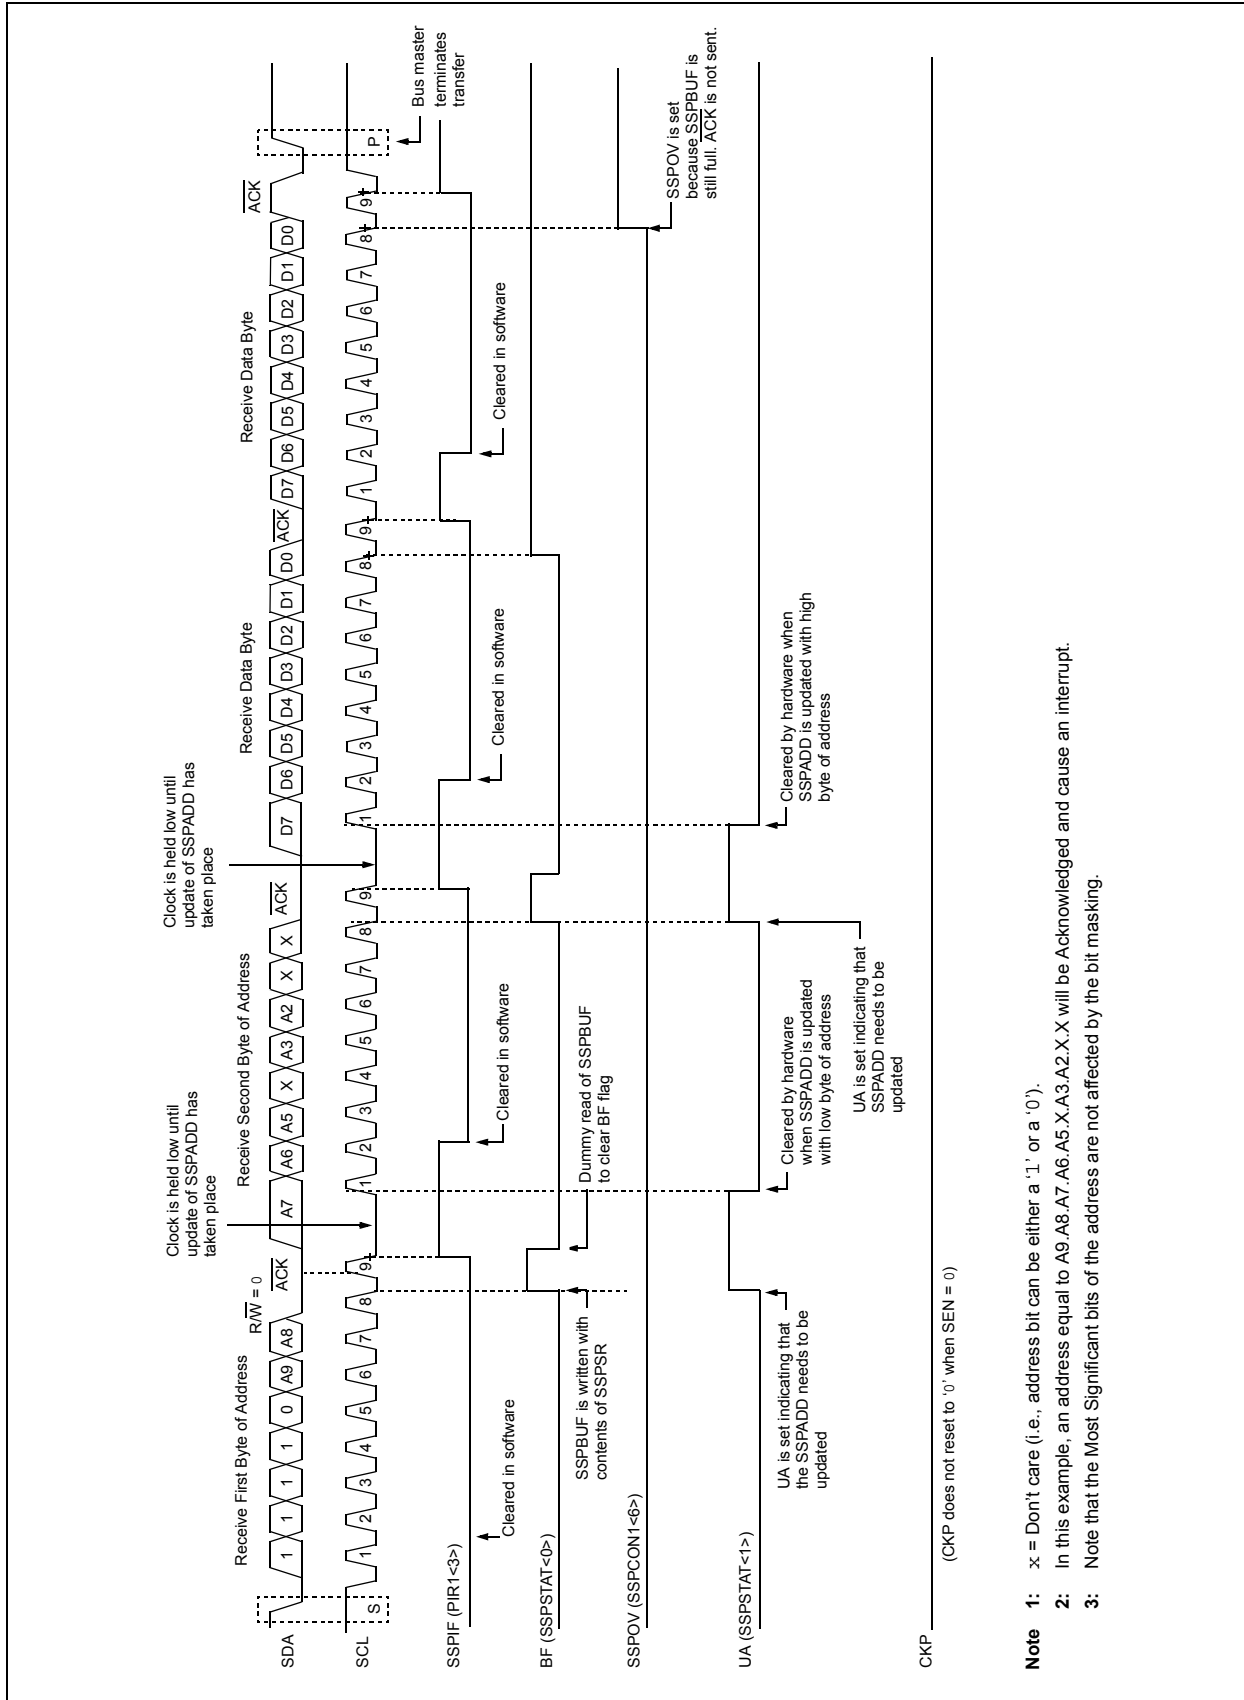 Receive First Byte of Address
R/W = 0
Clock is held low until
update of SSPADD has
taken place
Receive Second Byte of Address
Clock is held low until
update of SSPADD has
taken place
Receive Data Byte
Receive Data Byte
SDA
1 1 1 1 0 A9 A8 ACK A7 A6 A5 X A3 A2 X X ACK D7 D6 D5 D4 D3 D2 D1 D0 ACK D7 D6 D5 D4 D3 D2 D1 D0 ACK
SCL
S 1 2 3 4 5 6 7 8 9 1 2 3 4 5 6 7 8 9 1 2 3 4 5 6 7 8 9 1 2 3 4 5 6 7 8 9 P
Bus master
terminates
transfer
SSPIF (PIR1<3>)
Cleared in software
Cleared in software
Cleared in software
Cleared in software
BF (SSPSTAT<0>)
SSPBUF is written with
contents of SSPSR
Dummy read of SSPBUF
to clear BF flag
SSPOV (SSPCON1<6>)
SSPOV is set
because SSPBUF is
still full. ACK is not sent.
UA (SSPSTAT<1>)
UA is set indicating that
the SSPADD needs to be
updated
Cleared by hardware
when SSPADD is updated
with low byte of address
UA is set indicating that
SSPADD needs to be
updated
Cleared by hardware when
SSPADD is updated with high
byte of address
CKP
(CKP does not reset to ‘0’ when SEN = 0)
Note 1: x = Don’t care (i.e., address bit can be either a ‘1’ or a ‘0’).
2: In this example, an address equal to A9.A8.A7.A6.A5.X.A3.A2.X.X will be Acknowledged and cause an interrupt.
3: Note that the Most Significant bits of the address are not affected by the bit masking.